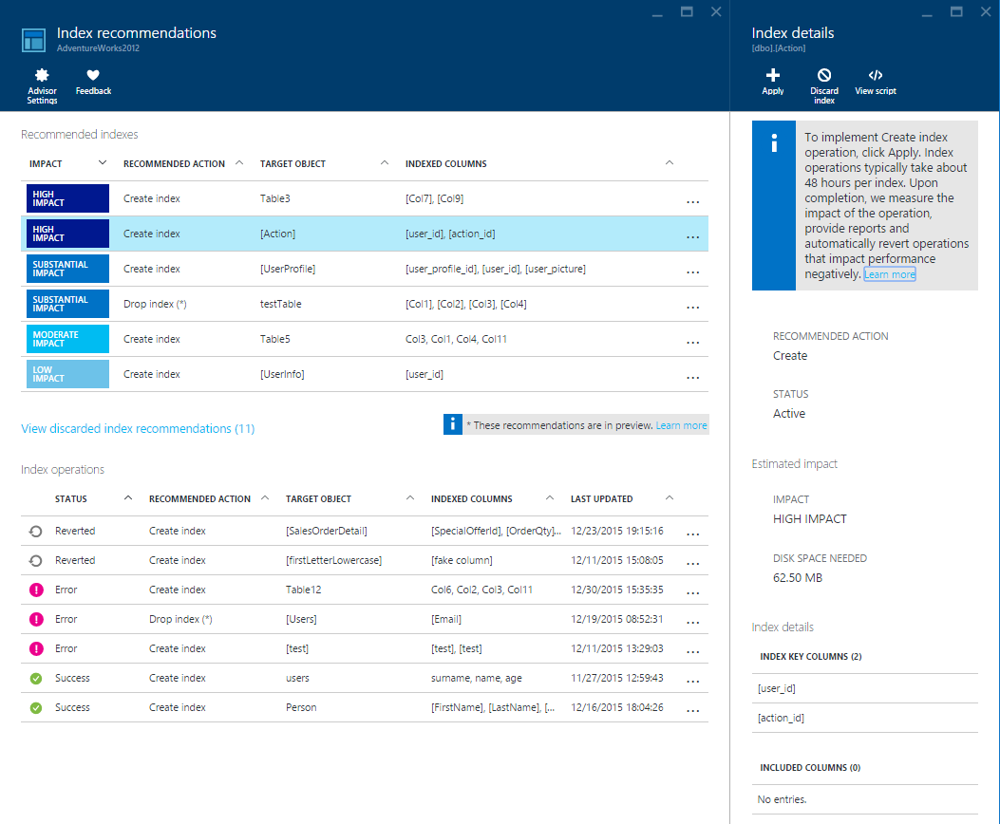 Index recommendations
AdventureWorks2012
Advisor Settings
Feedback
Recommended indexes
IMPACT RECOMMENDED ACTION TARGET OBJECT INDEXED COLUMNS
HIGH IMPACT Create index Table3 [Col7], [Col9] ...
HIGH IMPACT Create index [Action] [user_id], [action_id] ...
SUBSTANTIAL IMPACT Create index [UserProfile] [user_profile_id], [user_id], [user_picture] ...
SUBSTANTIAL IMPACT Drop index (*) testTable [Col1], [Col2], [Col3], [Col4] ...
MODERATE IMPACT Create index Table5 Col3, Col1, Col4, Col11 ...
LOW IMPACT Create index [UserInfo] [user_id] ...
View discarded index recommendations (11)
* These recommendations are in preview. Learn more
Index operations
STATUS RECOMMENDED ACTION TARGET OBJECT INDEXED COLUMNS LAST UPDATED
Reverted Create index [SalesOrderDetail] [SpecialOfferId], [OrderQty]... 12/23/2015 19:15:16 ...
Reverted Create index [firstLetterLowercase] [fake column] 12/11/2015 15:08:05 ...
Error Create index Table12 Col6, Col2, Col3, Col11 12/30/2015 15:35:35 ...
Error Drop index (*) [Users] [Email] 12/19/2015 08:52:31 ...
Error Create index [test] [test], [test] 12/11/2015 13:29:03 ...
Success Create index users surname, name, age 11/27/2015 12:59:43 ...
Success Create index Person [FirstName], [LastName], [... 12/16/2015 18:04:26 ...
Index details
[dbo].[Action]
Apply
Discard index
View script
To implement Create index
operation, click Apply. Index
operations typically take about
48 hours per index. Upon
completion, we measure the
impact of the operation,
provide reports and
automatically revert operations
that impact performance
negatively. Learn more
RECOMMENDED ACTION
Create
STATUS
Active
Estimated impact
IMPACT
HIGH IMPACT
DISK SPACE NEEDED
62.50 MB
Index details
INDEX KEY COLUMNS (2)
[user_id]
[action_id]
INCLUDED COLUMNS (0)
No entries.